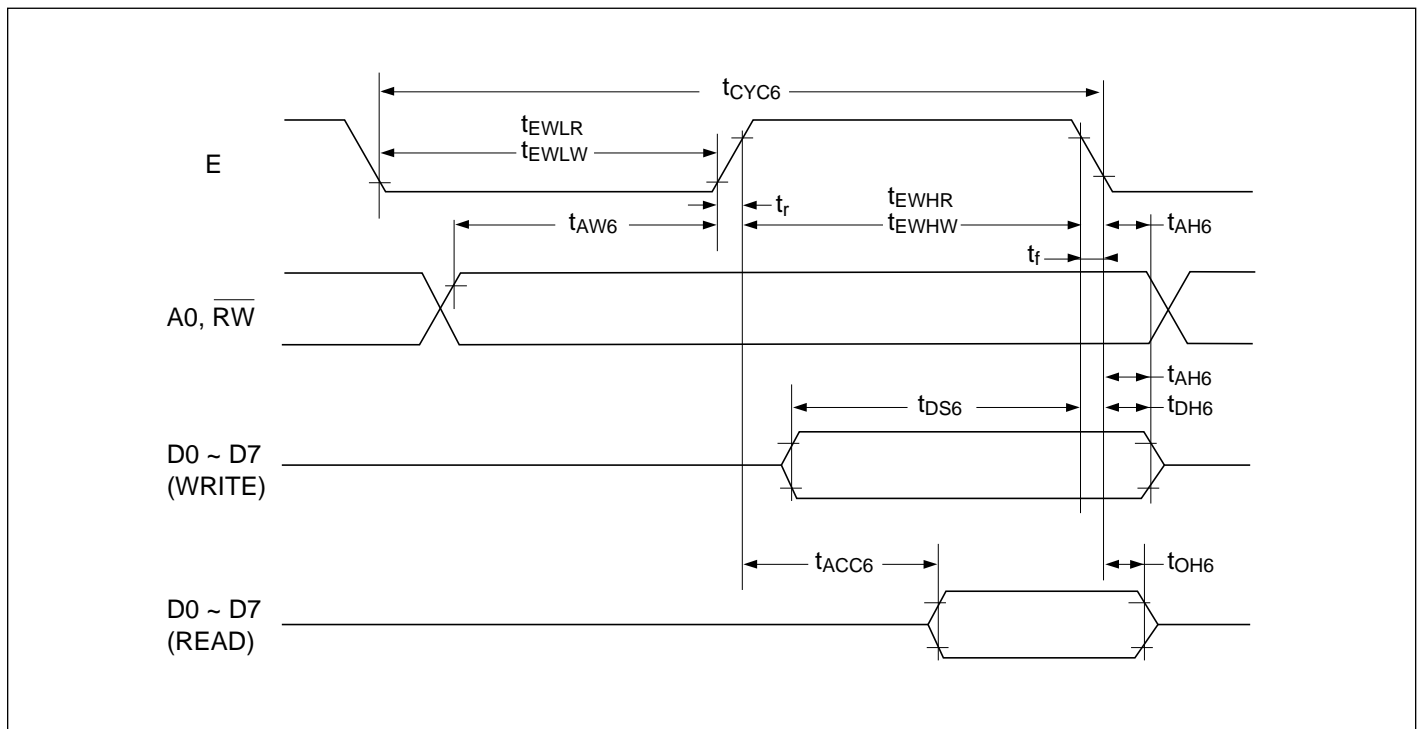 tCYC6
tEWLR
tEWLW
E
tr
tEWHR
tEWHW
tAW6
tAH6
tf
A0, RW
tAH6
tDS6
tDH6
D0 ~ D7
(WRITE)
tACC6
tOH6
D0 ~ D7
(READ)